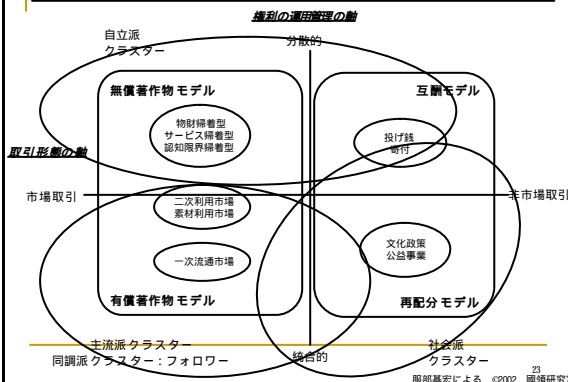 権利の運用管理の軸
自立派
クラスター
分散的
無償著作物モデル
互酬モデル
物財帰着型
サービス帰着型
認知限界帰着型
投げ銭
寄付
取引形態の軸
市場取引
非市場取引
二次利用市場
素材利用市場
文化政策
公益事業
一次流通市場
有償著作物モデル
再配分モデル
主流派クラスター
同調派クラスター：フォロワー
統合的
社会派
クラスター
23
服部基宏による ©2002 國領研究室